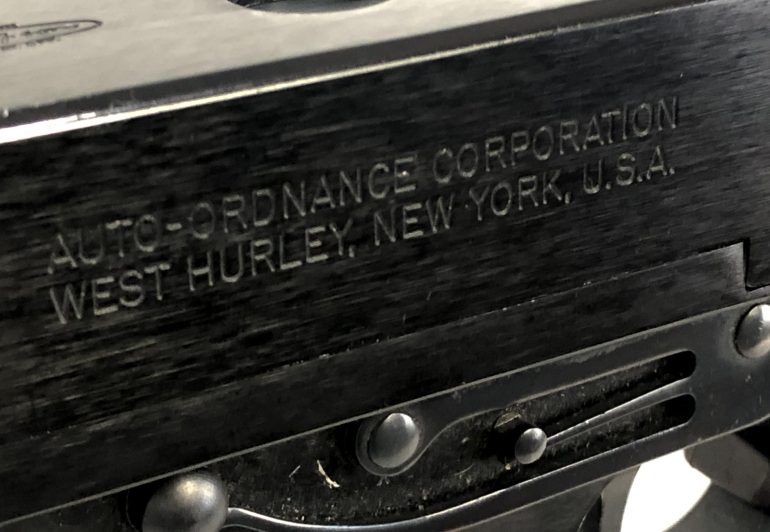 AUTO-ORDNANCE CORPORATION
WEST HURLEY, NEW YORK, U.S.A.